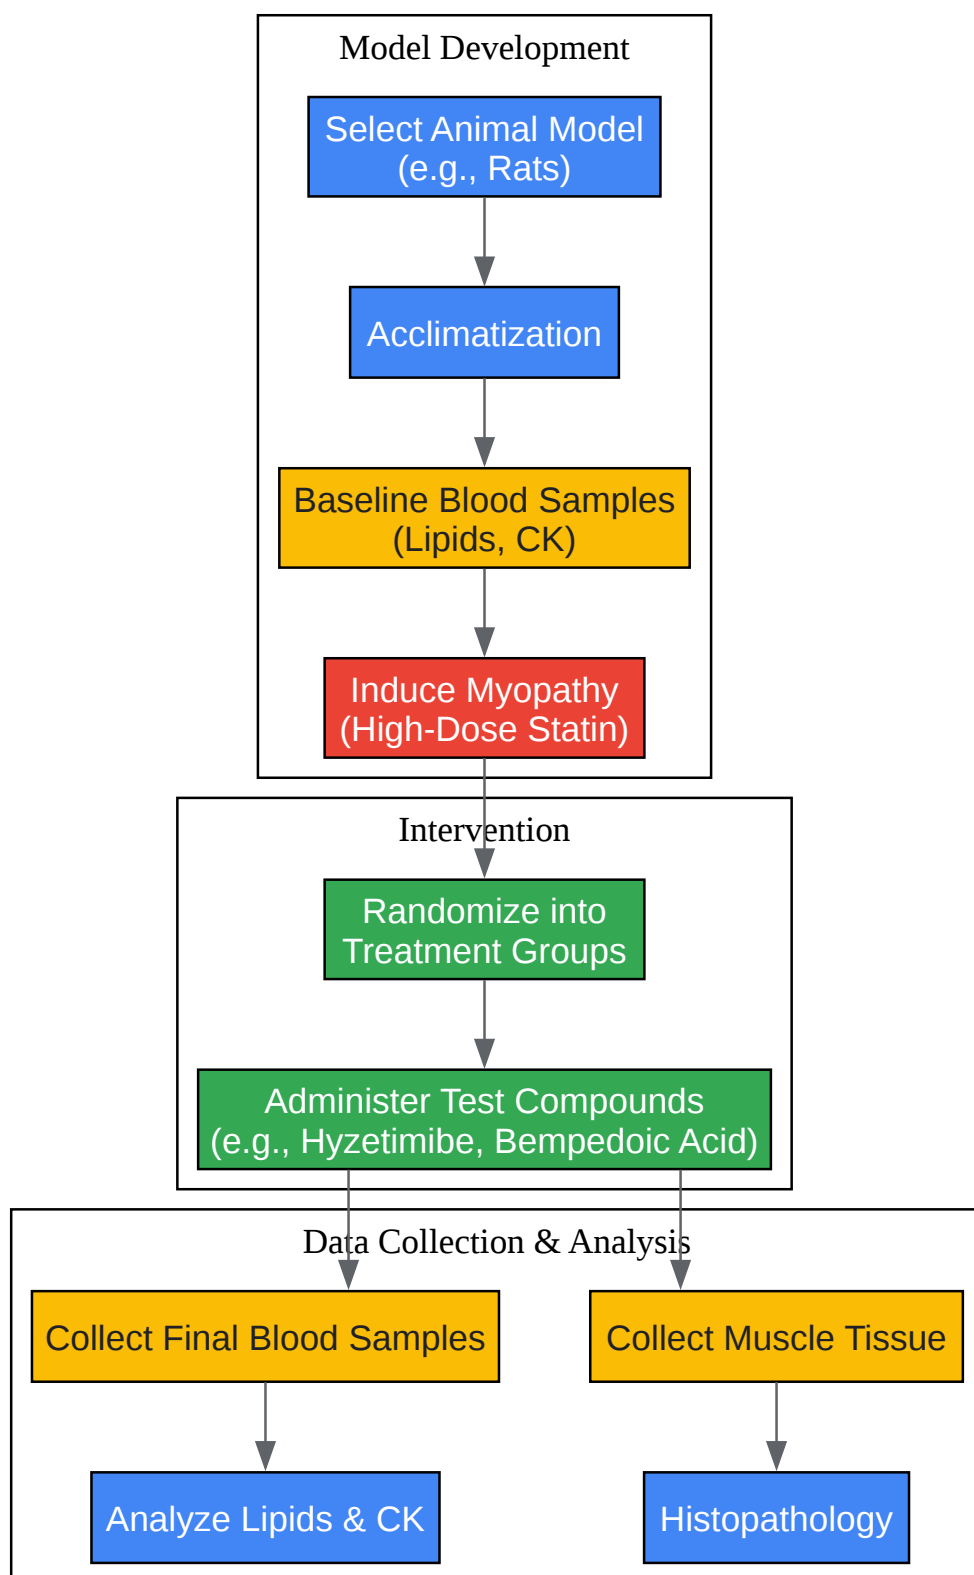 Model Development
Select Animal Model
(e.g., Rats)
Acclimatization
Baseline Blood Samples
(Lipids, CK)
Induce Myopathy
(High-Dose Statin)
Intervention
Randomize into
Treatment Groups
Administer Test Compounds
(e.g., Hyzetimibe, Bempedoic Acid)
Data Collection & Analysis
Collect Final Blood Samples
Collect Muscle Tissue
Analyze Lipids & CK
Histopathology